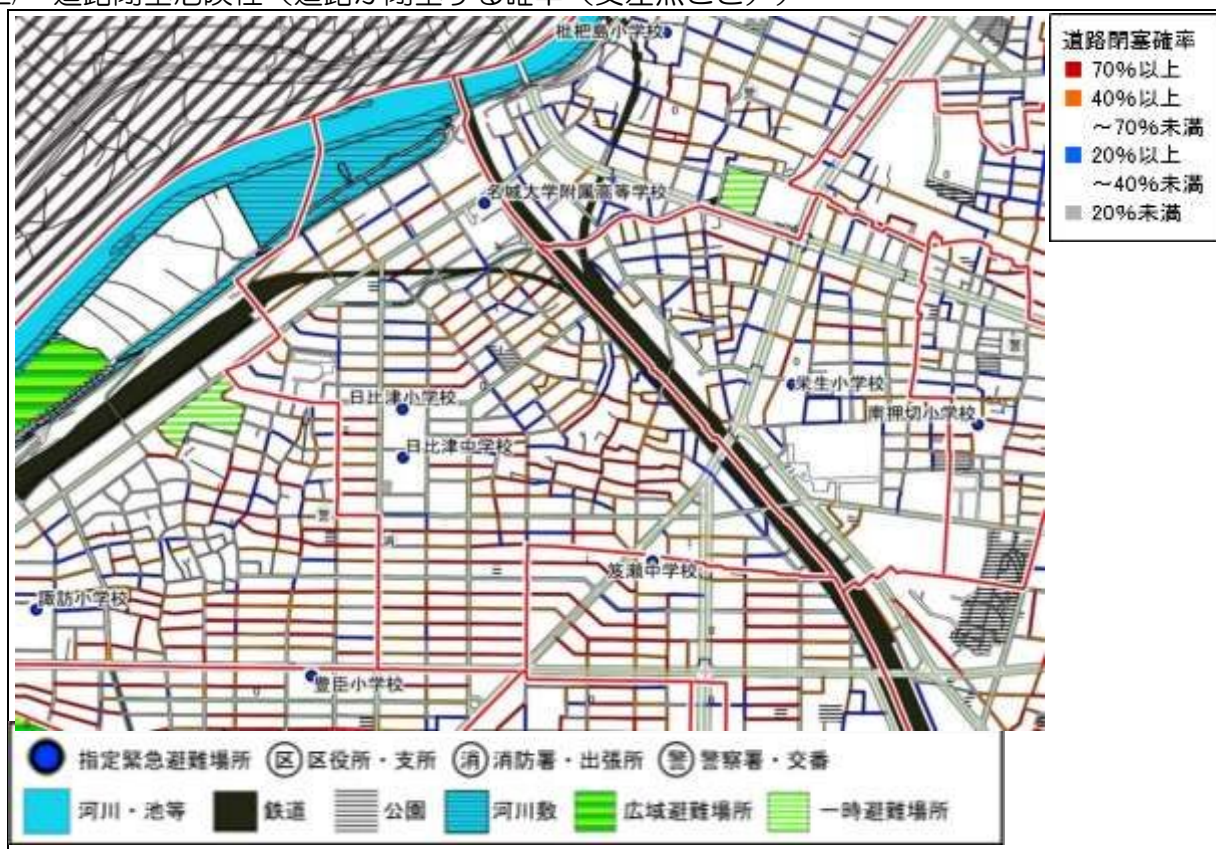 道路閉塞危険性（道路が閉塞する確率（交差点ごと））
枇杷島小学校
名城大学附属高等学校
日比津小学校
栄生小学校
南押切小学校
日比津中学校
警
警
消
笈瀬中学校
諏訪小学校
豊臣小学校
道路閉塞確率
70%以上
40%以上
～70%未満
20%以上
～40%未満
20%未満
指定緊急避難場所 区 区役所・支所 消 消防署・出張所 警 警察署・交番
河川・池等 鉄道 公園 河川敷 広域避難場所 一時避難場所